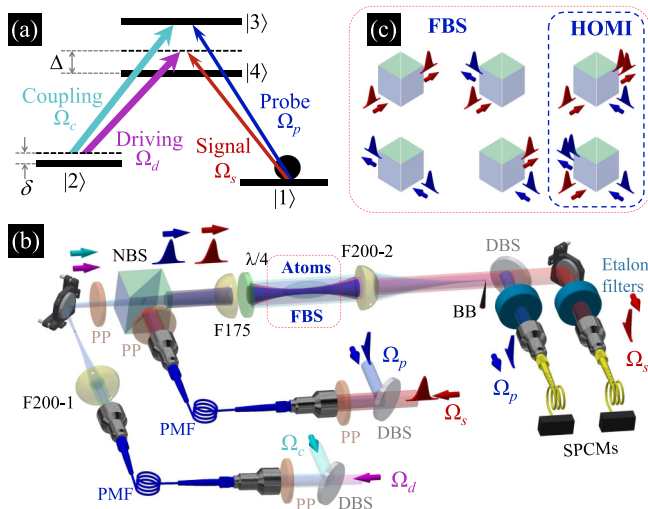 (a)
|3⟩
Δ
|4⟩
Coupling
Ω_c
Driving
Ω_d
Probe
Ω_p
Signal
Ω_s
δ
|2⟩
|1⟩
(c)
FBS
HOMI
(b)
NBS
λ/4
F200-2
DBS
Atoms
FBS
Etalon
filters
PP
PP
F175
BB
F200-1
Ω_p
Ω_s
Ω_p
Ω_s
PMF
PP
DBS
SPCMs
Ω_c
Ω_d
PMF
PP
DBS